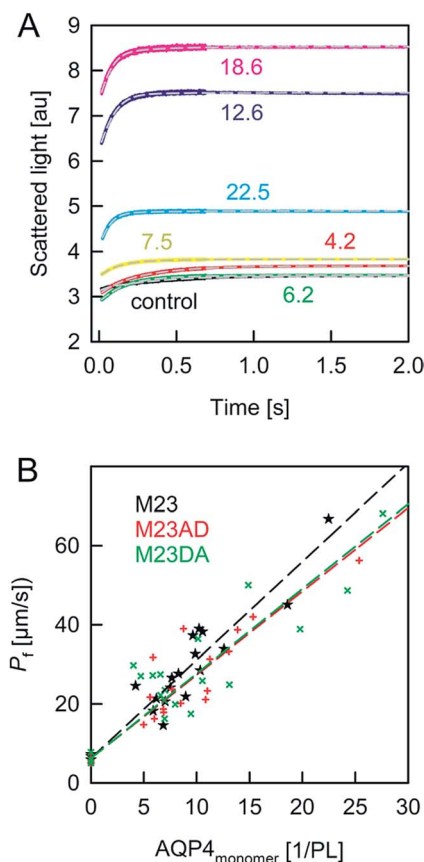 A
9
8
7
6
5
4
3
2
Scattered light [au]
18.6
12.6
22.5
7.5
4.2
control
6.2
0.0 0.5 1.0 1.5 2.0
Time [s]
B
M23
M23AD
M23DA
60
40
20
0
Pf [µm/s])
0 5 10 15 20 25 30
AQP4monomer [1/PL]